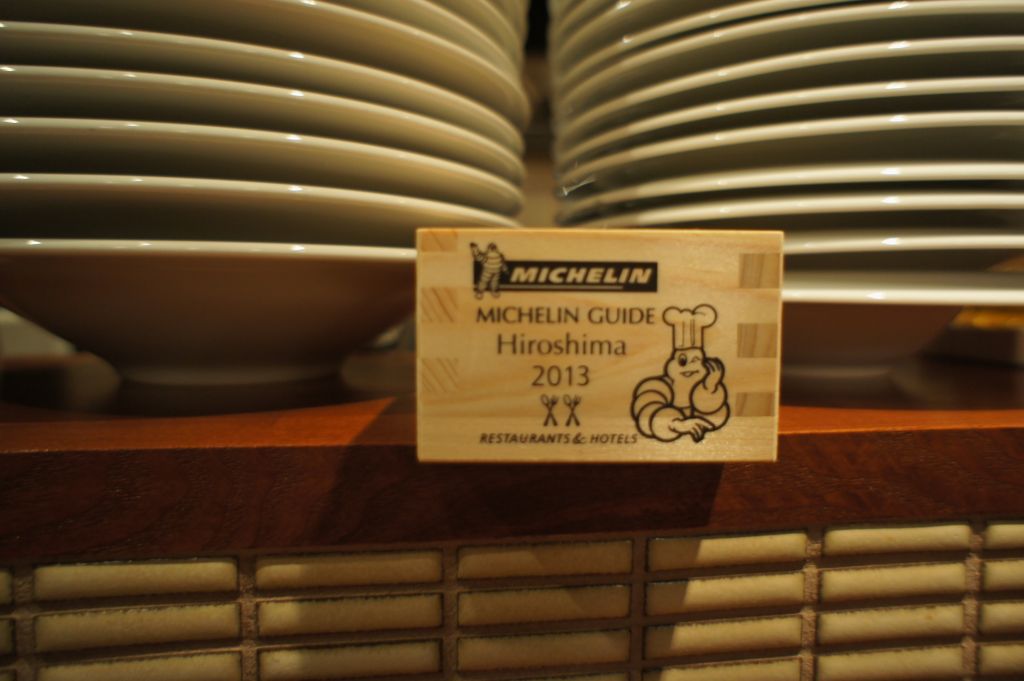 MICHELIN
MICHELIN GUIDE
Hiroshima
2013
RESTAURANTS & HOTELS